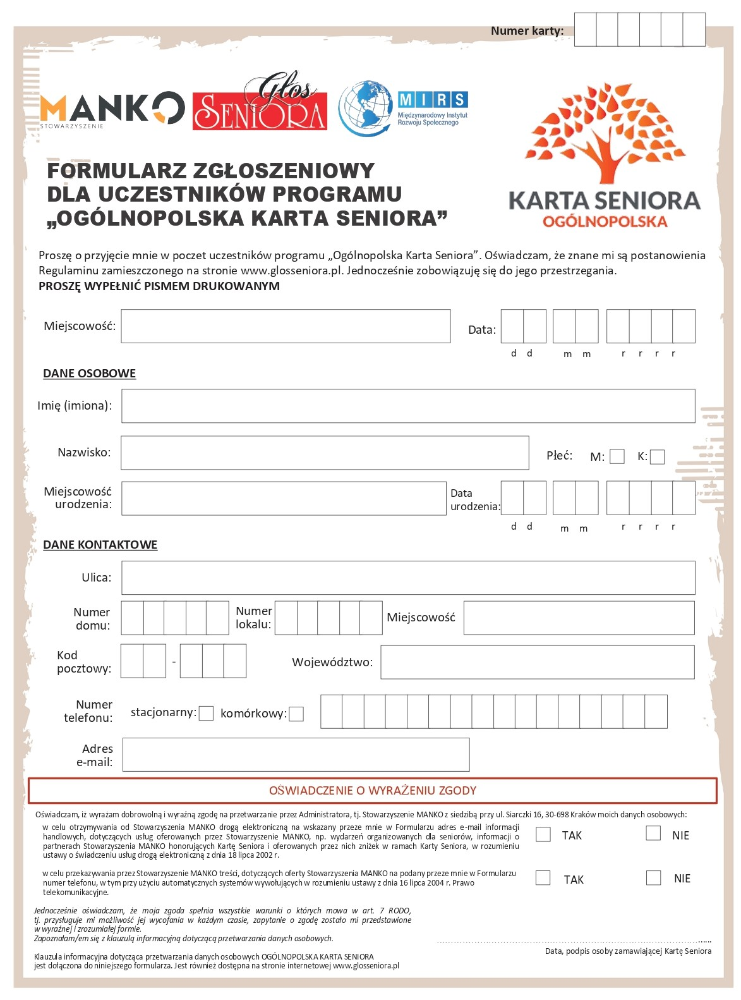 Numer karty:
MANKO
STOWARZYSZENIE
Głos
SENIORA
MIRS
Międzynarodowy Instytut
Rozwoju Społecznego
KARTA SENIORA
OGÓLNOPOLSKA
FORMULARZ ZGŁOSZENIOWY
DLA UCZESTNIKÓW PROGRAMU
„OGÓLNOPOLSKA KARTA SENIORA”
Proszę o przyjęcie mnie w poczet uczestników programu „Ogólnopolska Karta Seniora”. Oświadczam, że znane mi są postanowienia
Regulaminu zamieszczonego na stronie www.glosseniora.pl. Jednocześnie zobowiązuję się do jego przestrzegania.
PROSZĘ WYPEŁNIĆ PISMEM DRUKOWANYM
Miejscowość: Data:
d d m m r r r r
DANE OSOBOWE
Imię (imiona):
Nazwisko: Płeć: M: K:
Miejscowość
urodzenia:
Data
urodzenia:
d d m m r r r r
DANE KONTAKTOWE
Ulica:
Numer
domu:
Numer
lokalu:
Miejscowość
Kod
pocztowy:
-
Województwo:
Numer
telefonu:
stacjonarny: komórkowy:
Adres
e-mail:
OŚWIADCZENIE O WYRAŻENIU ZGODY
Oświadczam, iż wyrażam dobrowolną i wyraźną zgodę na przetwarzanie przez Administratora, tj. Stowarzyszenie MANKO z siedzibą przy ul. Siarczki 16, 30-698 Kraków moich danych osobowych:
w celu otrzymywania od Stowarzyszenia MANKO drogą elektroniczną na wskazany przeze mnie w Formularzu adres e-mail informacji
handlowych, dotyczących usług oferowanych przez Stowarzyszenie MANKO, np. wydarzeń organizowanych dla seniorów, informacji o
partnerach Stowarzyszenia MANKO honorujących Kartę Seniora i oferowanych przez nich zniżek w ramach Karty Seniora, w rozumieniu
ustawy o świadczeniu usług drogą elektroniczną z dnia 18 lipca 2002 r.
TAK NIE
w celu przekazywania przez Stowarzyszenie MANKO treści, dotyczących oferty Stowarzyszenia MANKO na podany przeze mnie w Formularzu
numer telefonu, w tym przy użyciu automatycznych systemów wywołujących w rozumieniu ustawy z dnia 16 lipca 2004 r. Prawo
telekomunikacyjne.
TAK NIE
Jednocześnie oświadczam, że moja zgoda spełnia wszystkie warunki o których mowa w art. 7 RODO,
tj. przysługuje mi możliwość jej wycofania w każdym czasie, zapytanie o zgodę zostało mi przedstawione
w wyraźnej i zrozumiałej formie.
Zapoznałam/em się z klauzulą informacyjną dotyczącą przetwarzania danych osobowych.
Data, podpis osoby zamawiającej Kartę Seniora
Klauzula informacyjna dotycząca przetwarzania danych osobowych OGÓLNOPOLSKA KARTA SENIORA
jest dołączona do niniejszego formularza. Jest również dostępna na stronie internetowej www.glosseniora.pl